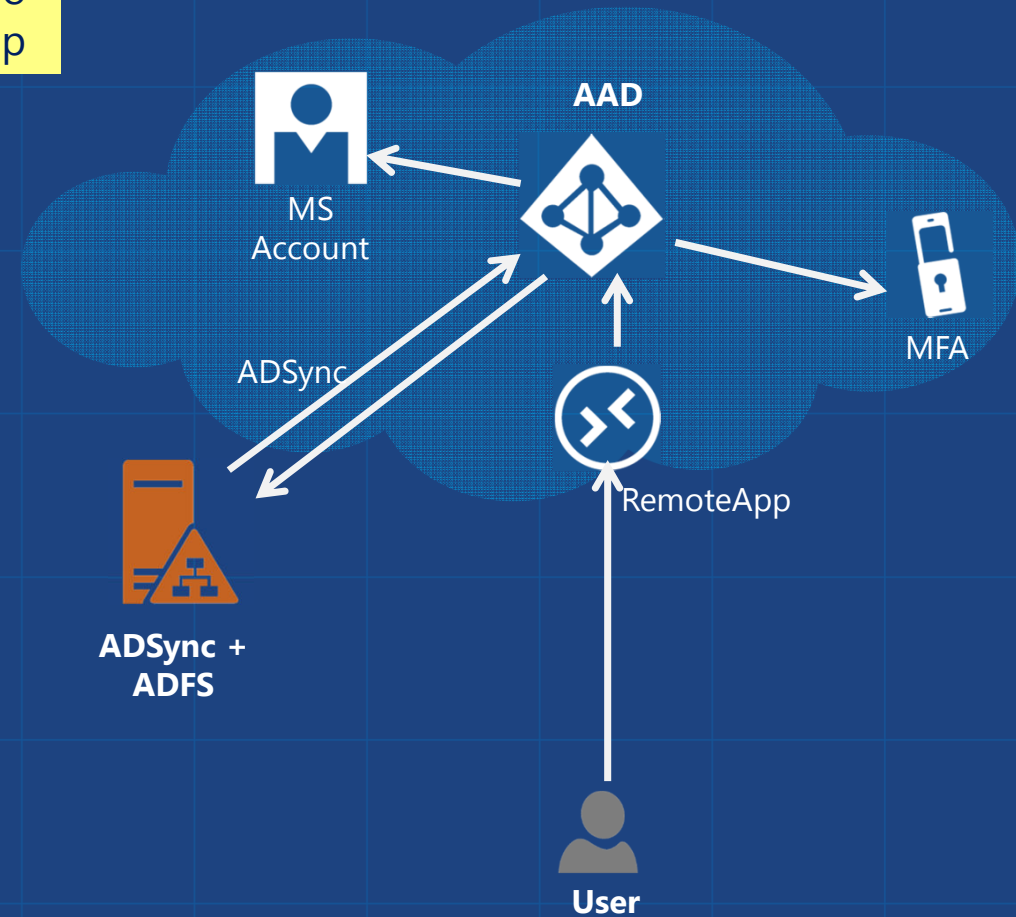 p
AAD
MS
Account
MFA
ADSync
RemoteApp
ADSync +
ADFS
User